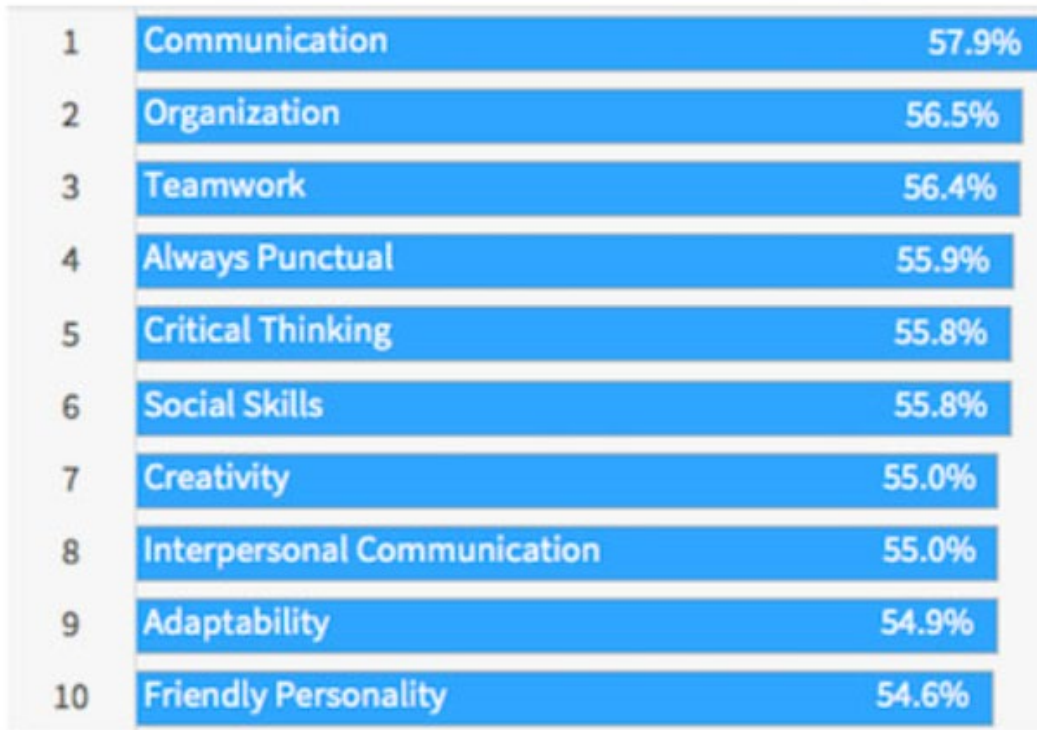 1 Communication 57.9%
2 Organization 56.5%
3 Teamwork 56.4%
4 Always Punctual 55.9%
5 Critical Thinking 55.8%
6 Social Skills 55.8%
7 Creativity 55.0%
8 Interpersonal Communication 55.0%
9 Adaptability 54.9%
10 Friendly Personality 54.6%